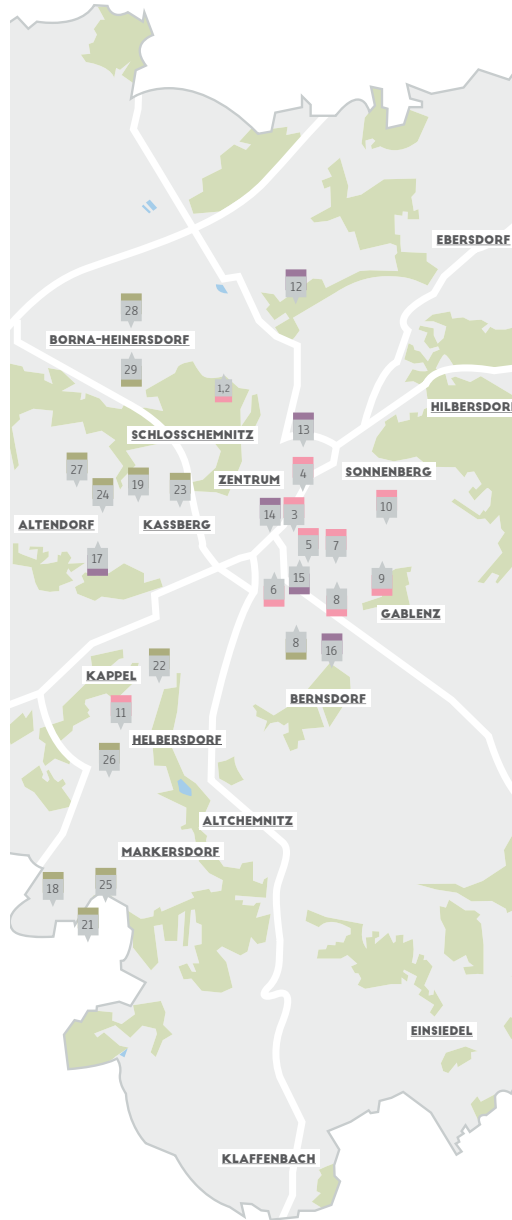 EBERSDORF
12
28
BORNA-HEINERSDORF
29
1,2
HILBERSDORF
SCHLOSSCHEMNITZ
13
27
4
SONNENBERG
24
19
23
ZENTRUM
10
ALTENDORF
KASSBERG
14
3
5
7
17
15
9
6
8
GABLENZ
8
16
22
KAPPEL
BERNSDORF
11
HELBERSDORF
26
ALTCHEMNITZ
MARKERSDORF
18
25
21
EINSIEDEL
KLAFFENBACH